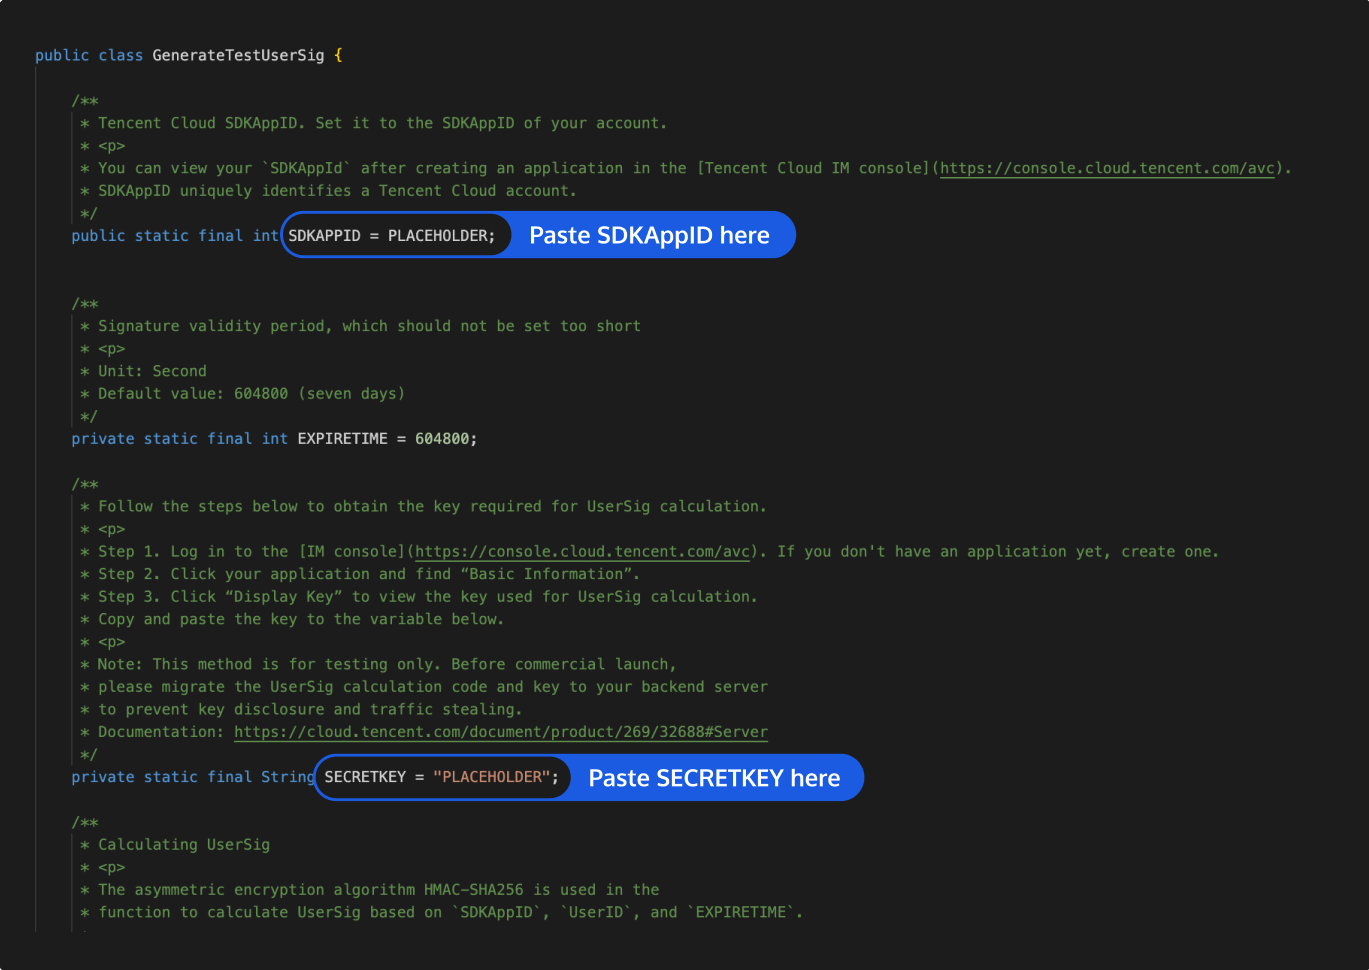 public class GenerateTestUserSig {
/**
* Tencent Cloud SDKAppID. Set it to the SDKAppID of your account.
* <p>
* You can view your `SDKAppId` after creating an application in the [Tencent Cloud IM console](https://console.cloud.tencent.com/avc).
* SDKAppID uniquely identifies a Tencent Cloud account.
*/
public static final int SDKAPPID = PLACEHOLDER; Paste SDKAppID here
/**
* Signature validity period, which should not be set too short
* <p>
* Unit: Second
* Default value: 604800 (seven days)
*/
private static final int EXPIRETIME = 604800;
/**
* Follow the steps below to obtain the key required for UserSig calculation.
* <p>
* Step 1. Log in to the [IM console](https://console.cloud.tencent.com/avc). If you don't have an application yet, create one.
* Step 2. Click your application and find “Basic Information”.
* Step 3. Click “Display Key” to view the key used for UserSig calculation.
* Copy and paste the key to the variable below.
* <p>
* Note: This method is for testing only. Before commercial launch,
* please migrate the UserSig calculation code and key to your backend server
* to prevent key disclosure and traffic stealing.
* Documentation: https://cloud.tencent.com/document/product/269/32688#Server
*/
private static final String SECRETKEY = "PLACEHOLDER"; Paste SECRETKEY here
/**
* Calculating UserSig
* <p>
* The asymmetric encryption algorithm HMAC-SHA256 is used in the
* function to calculate UserSig based on `SDKAppID`, `UserID`, and `EXPIRETIME`.